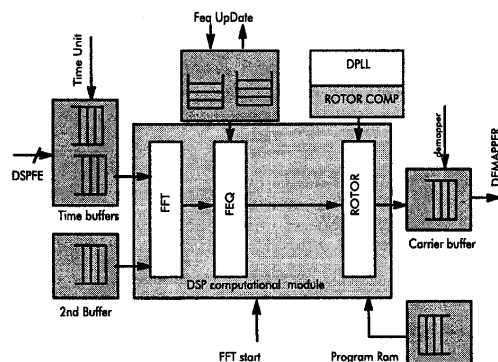 Feq UpDate
Time Unit
DPLL
ROTOR COMP
DSPFE
Time buffers
FFT
FEQ
ROTOR
demapper
DEMAPPER
Carrier buffer
2nd Buffer
DSP computational module
FFT start
Program Ram